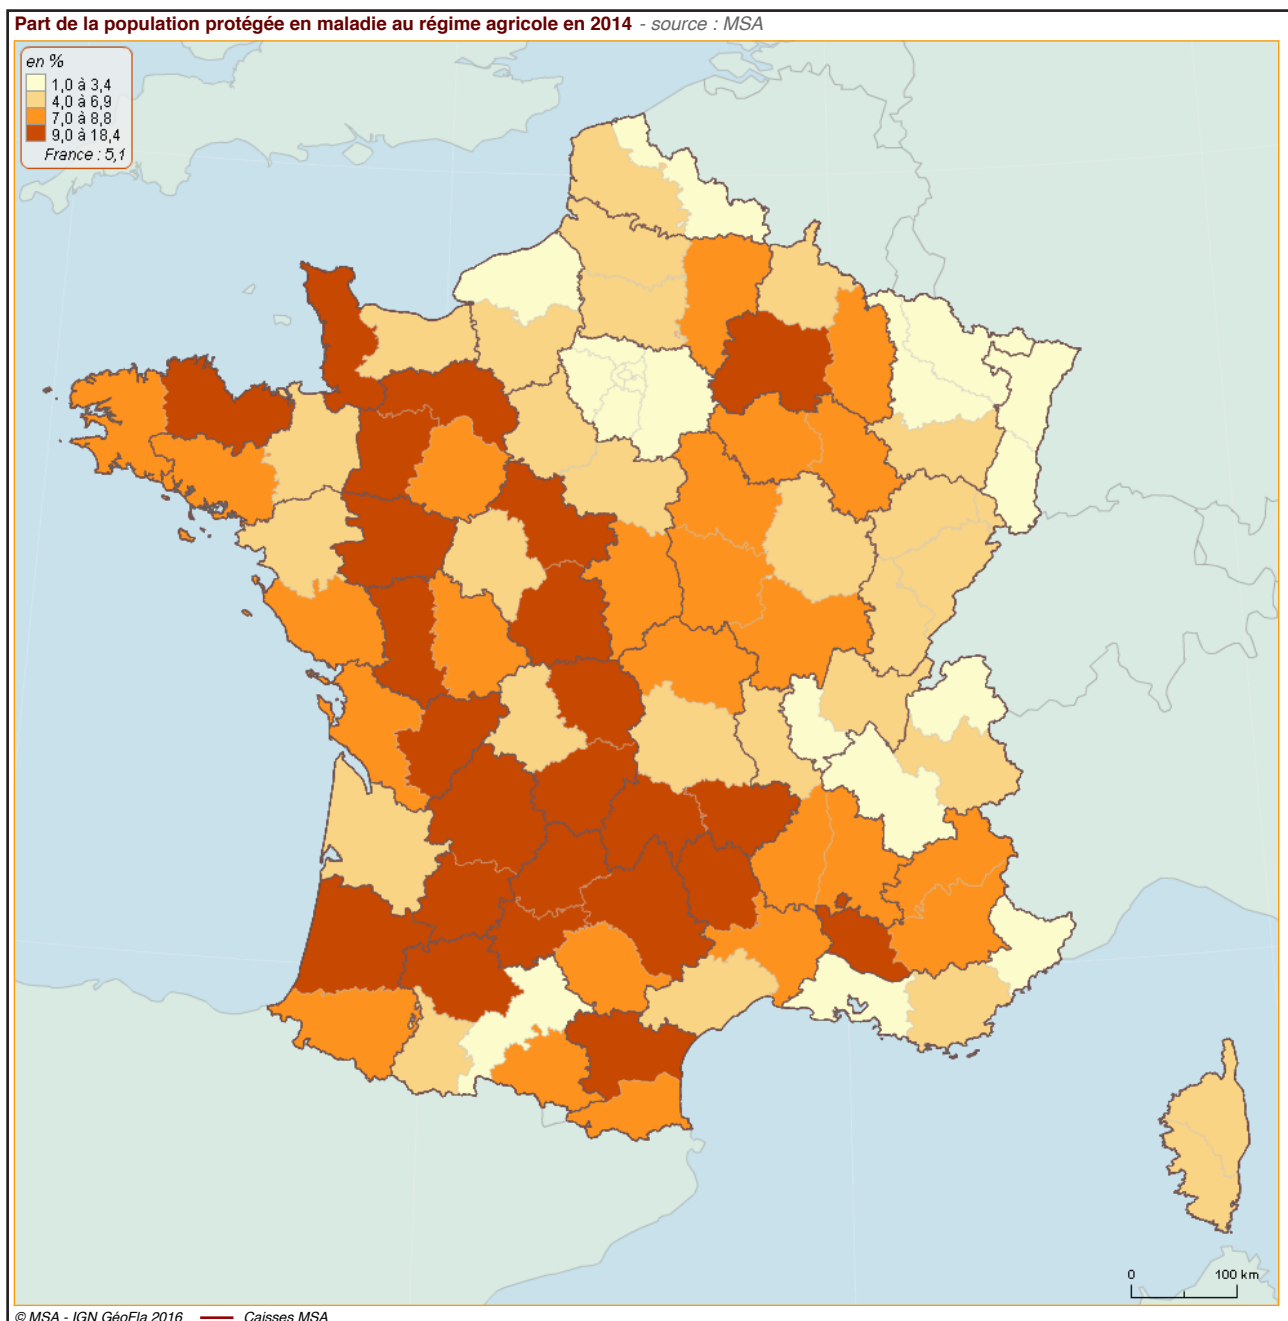 Part de la population protégée en maladie au régime agricole en 2014 - source : MSA
en %
1,0 à 3,4
4,0 à 6,9
7,0 à 8,8
9,0 à 18,4
France : 5,1
0 100 km
© MSA - IGN GéoFla 2016 Caisses MSA